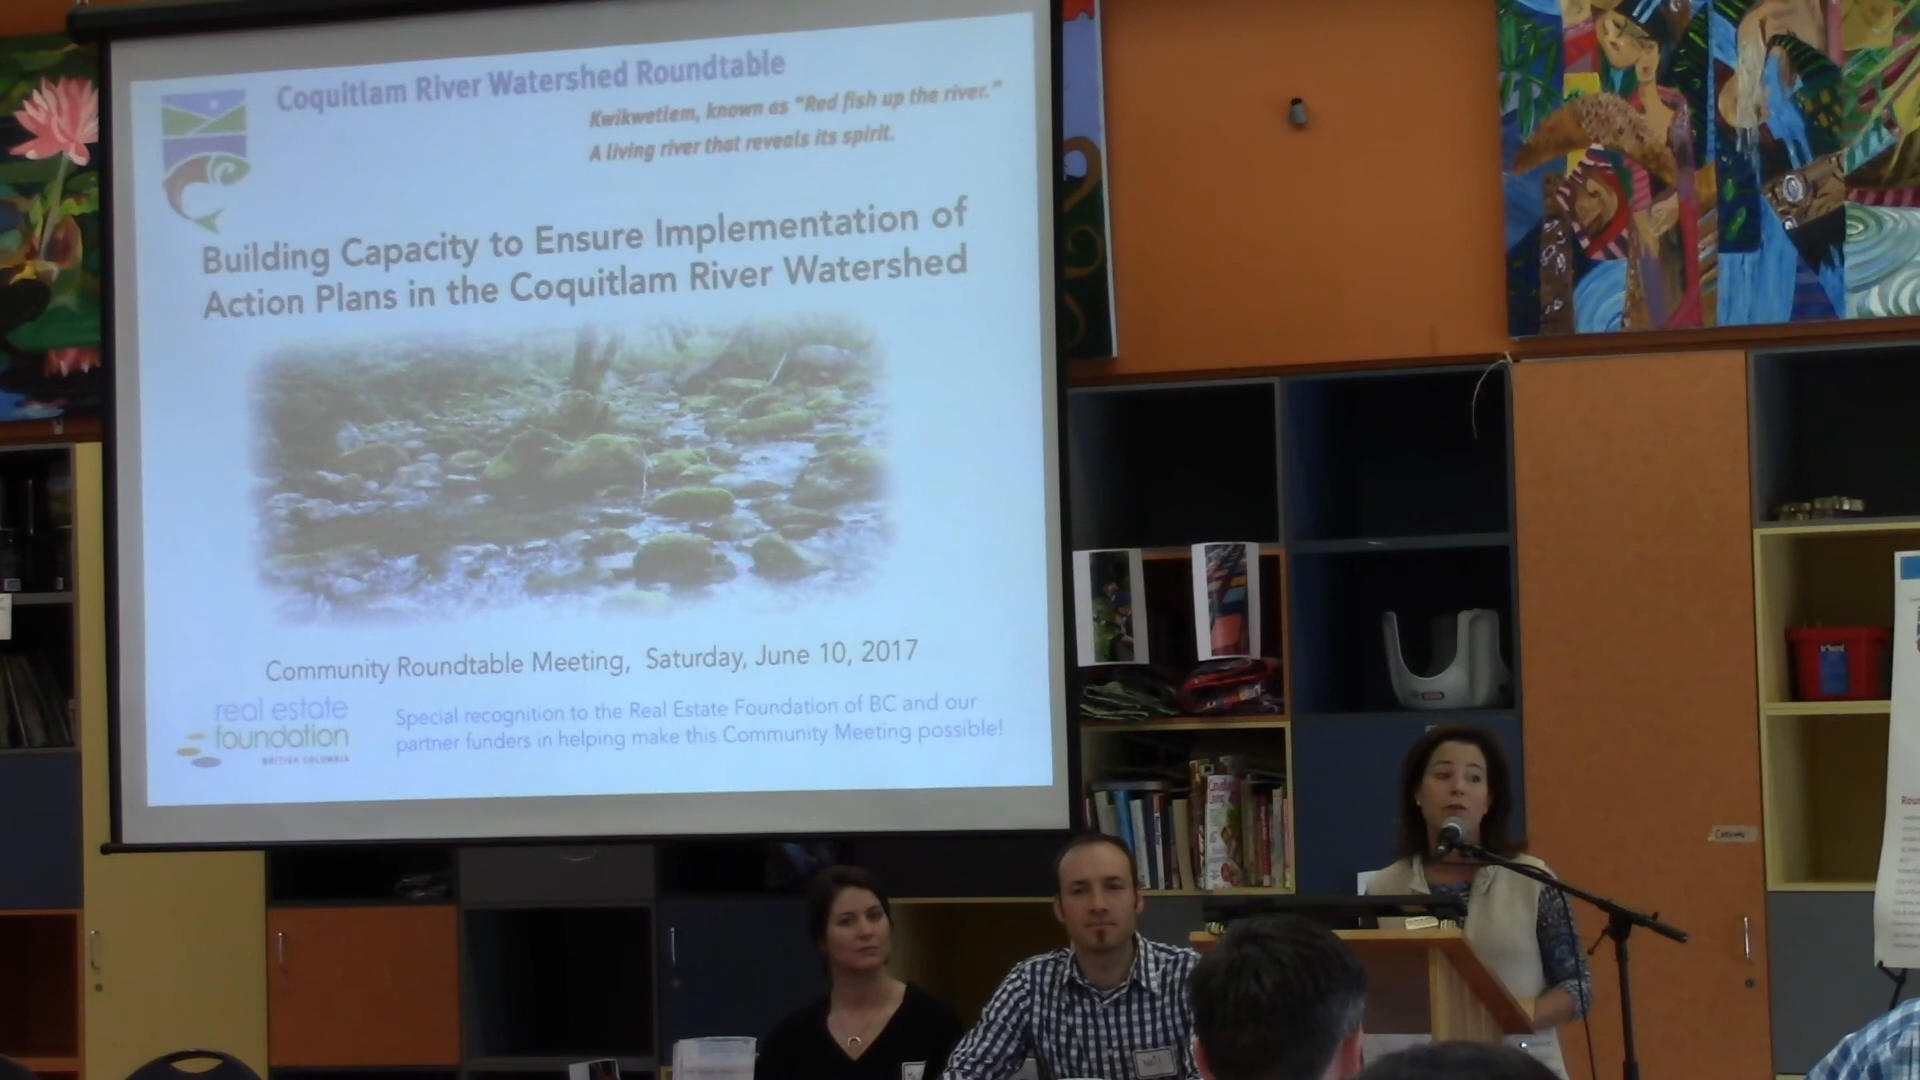 Coquitlam River Watershed Roundtable
Kwikwetlem, known as "Red fish up the river."
A living river that reveals its spirit.
Building Capacity to Ensure Implementation of
Action Plans in the Coquitlam River Watershed
Community Roundtable Meeting, Saturday, June 10, 2017
real estate
foundation
BRITISH COLUMBIA
Special recognition to the Real Estate Foundation of BC and our
partner funders in helping make this Community Meeting possible!
Neil